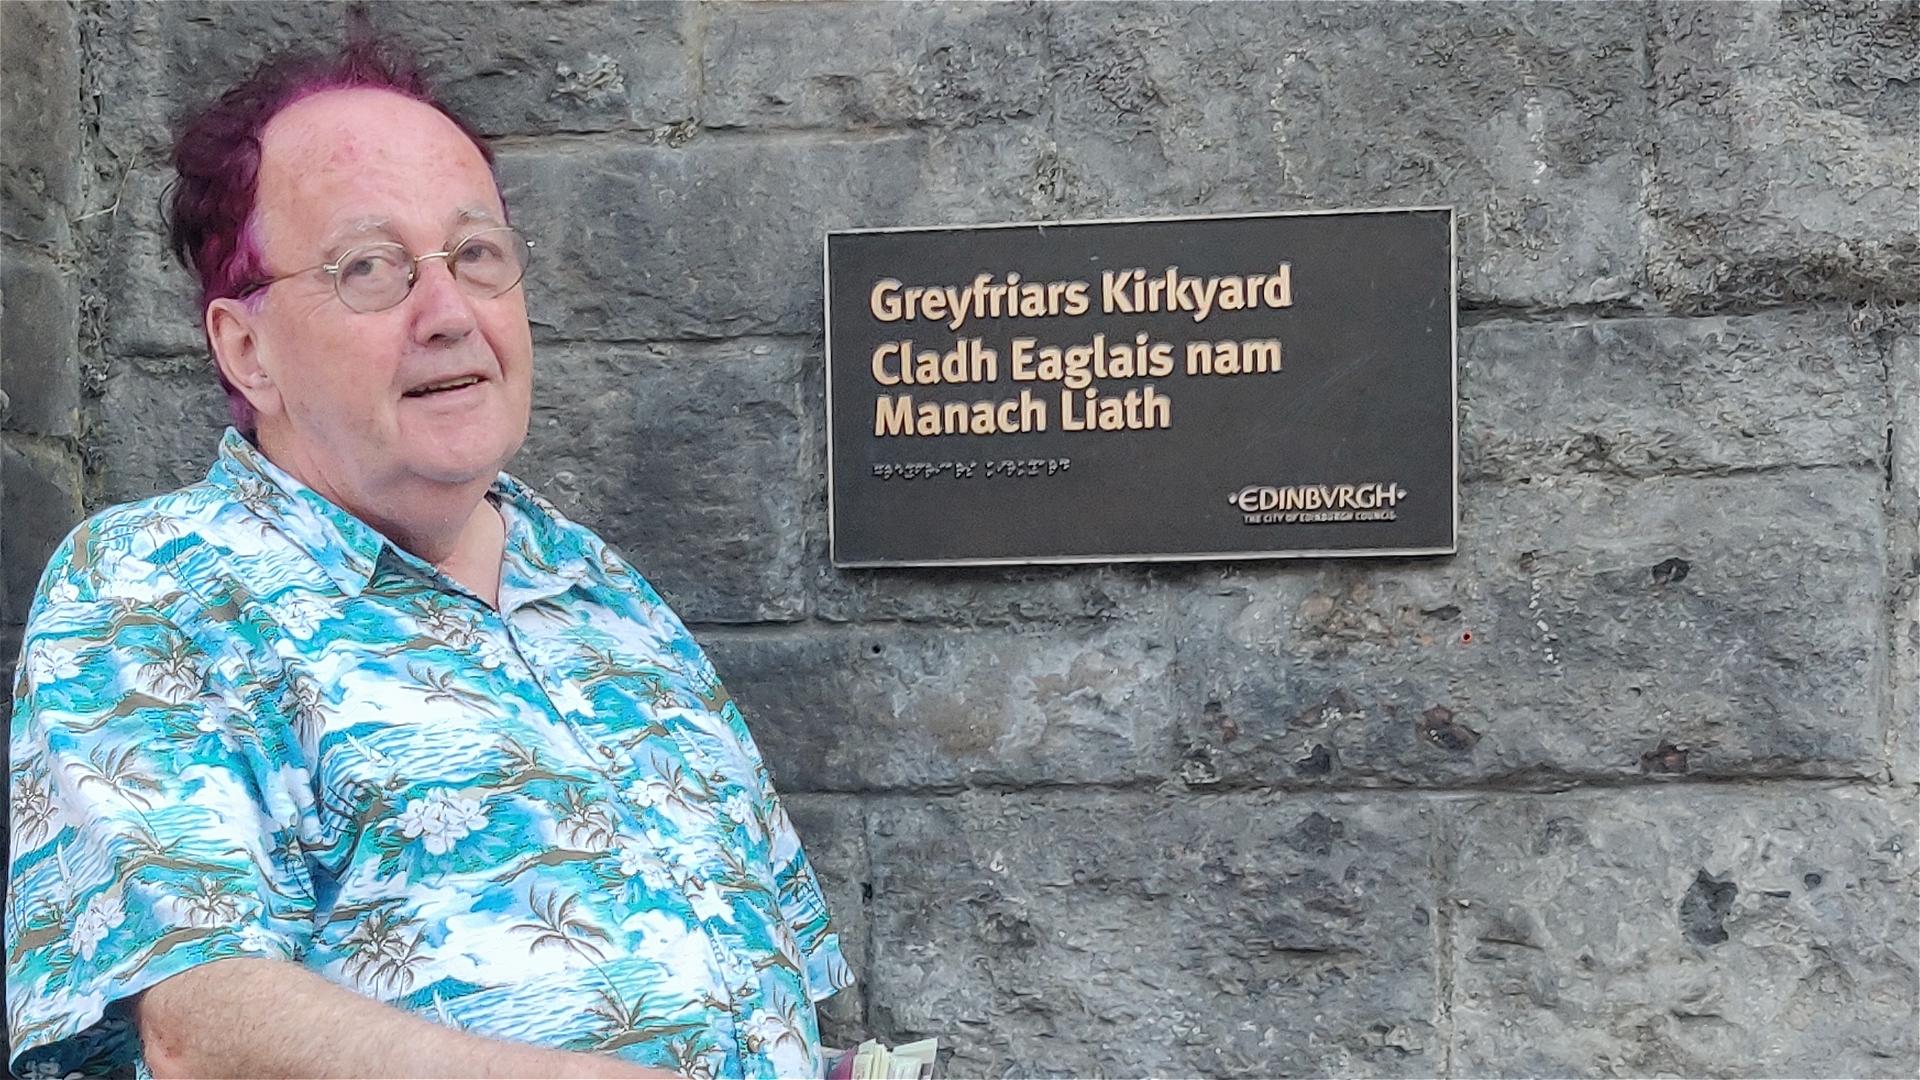 Greyfriars Kirkyard
Cladh Eaglais nam
Manach Liath
•EDINBVRGH•
THE CITY OF EDINBURGH COUNCIL